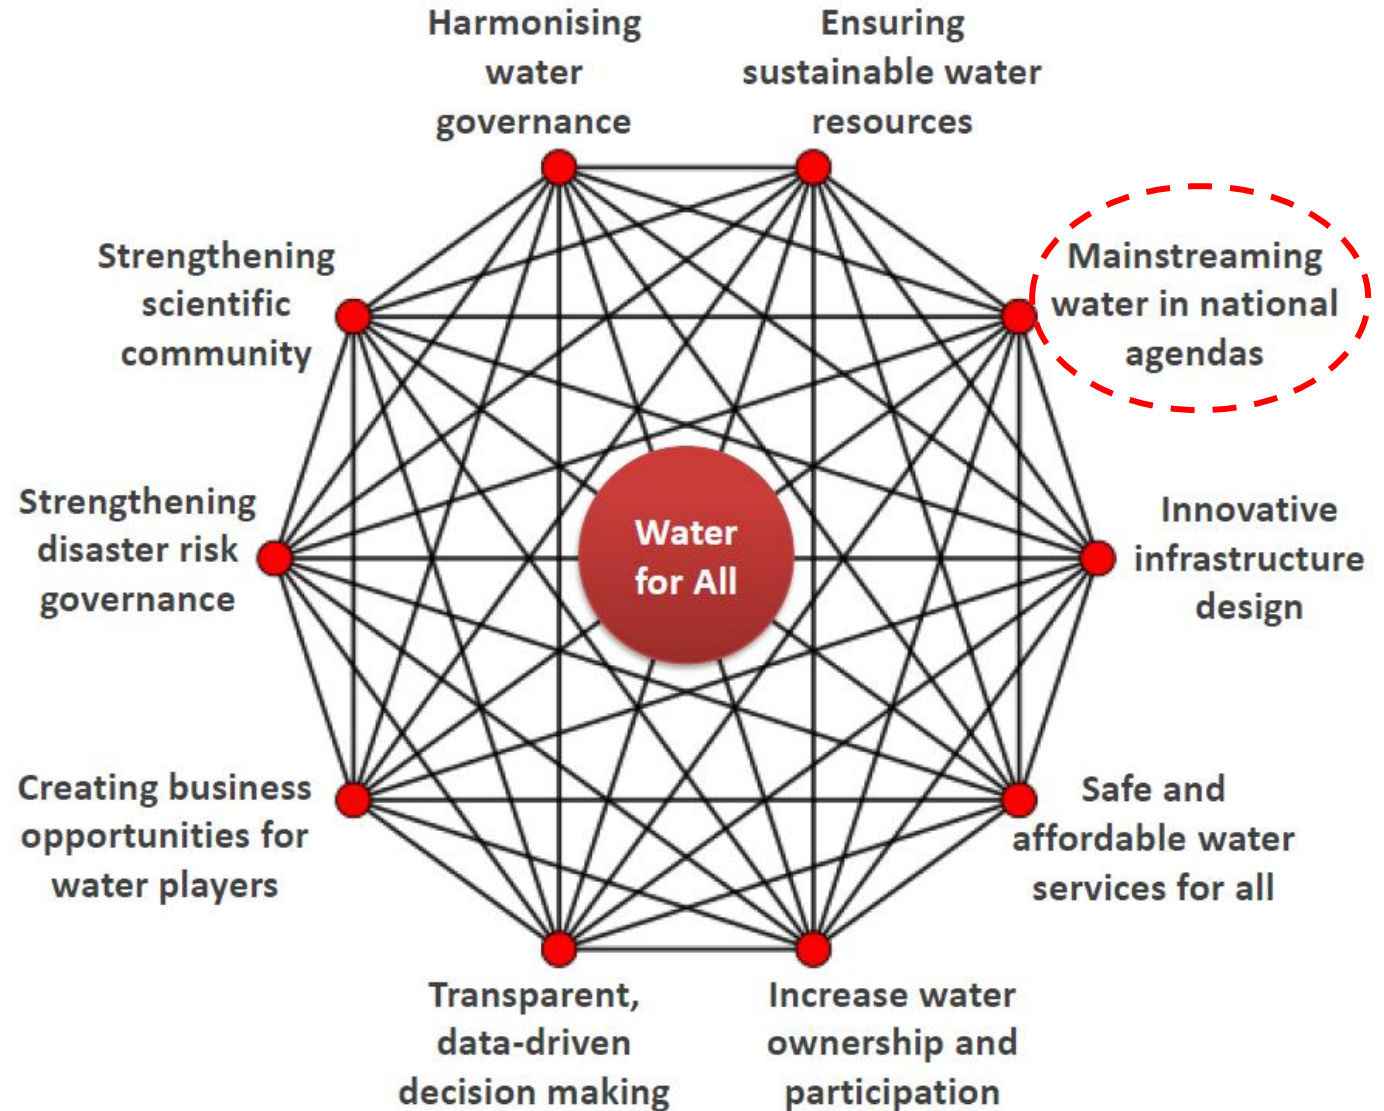 Harmonising
water
governance
Ensuring
sustainable water
resources
Mainstreaming
water in national
agendas
Innovative
infrastructure
design
Safe and
affordable water
services for all
Increase water
ownership and
participation
Transparent,
data-driven
decision making
Creating business
opportunities for
water players
Strengthening
disaster risk
governance
Strengthening
scientific
community
Water
for All